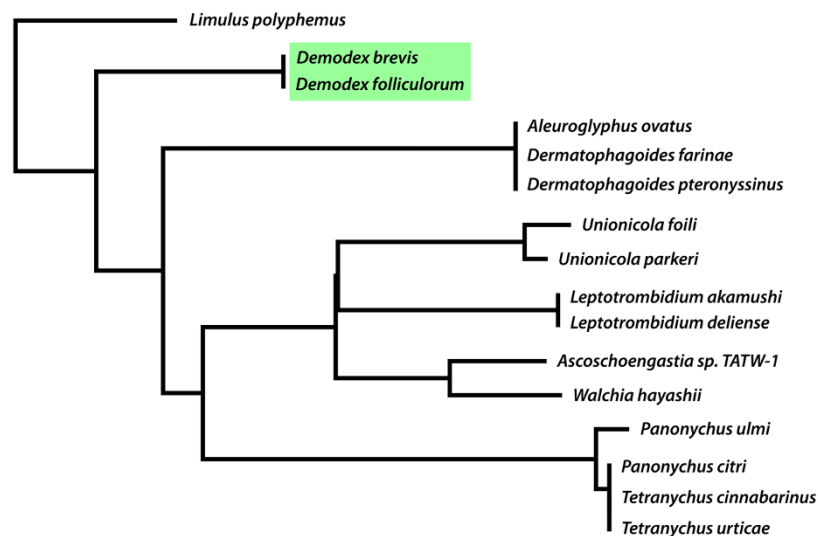 Limulus polyphemus
Demodex brevis
Demodex folliculorum
Aleuroglyphus ovatus
Dermatophagoides farinae
Dermatophagoides pteronyssinus
Unionicola foili
Unionicola parkeri
Leptotrombidium akamushi
Leptotrombidium deliense
Ascoschoengastia sp. TATW-1
Walchia hayashii
Panonychus ulmi
Panonychus citri
Tetranychus cinnabarinus
Tetranychus urticae